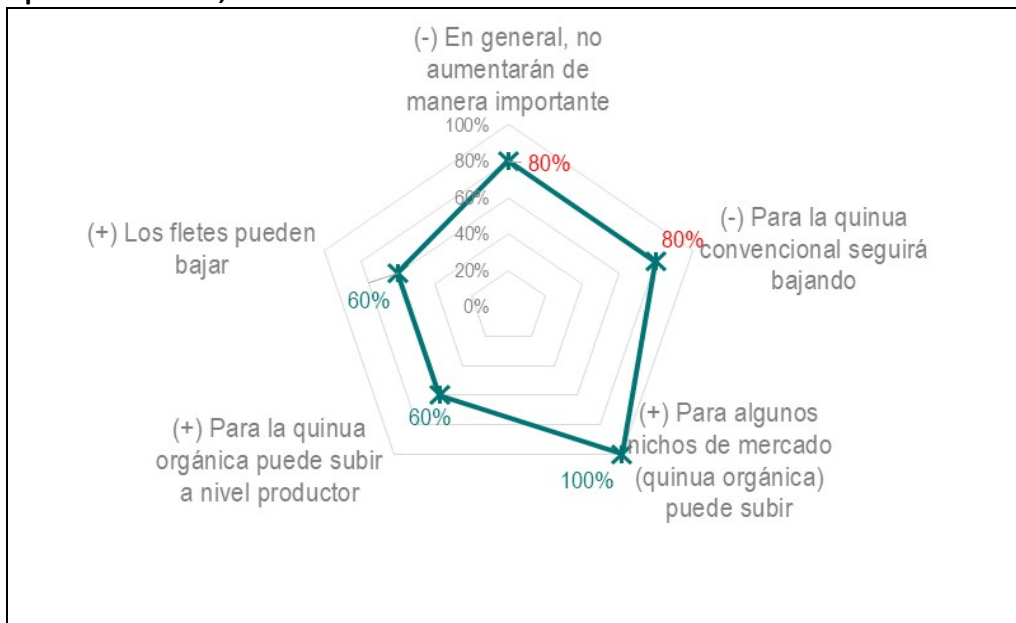 (-) En general, no
aumentarán de
manera importante
100%
80%
80%
60%
40%
20%
0%
(-) Para la quinua
80%
convencional seguirá
bajando
(+) Los fletes pueden
bajar
60%
(+) Para algunos
nichos de mercado
(quinua orgánica)
puede subir
100%
60%
(+) Para la quinua
orgánica puede subir
a nivel productor